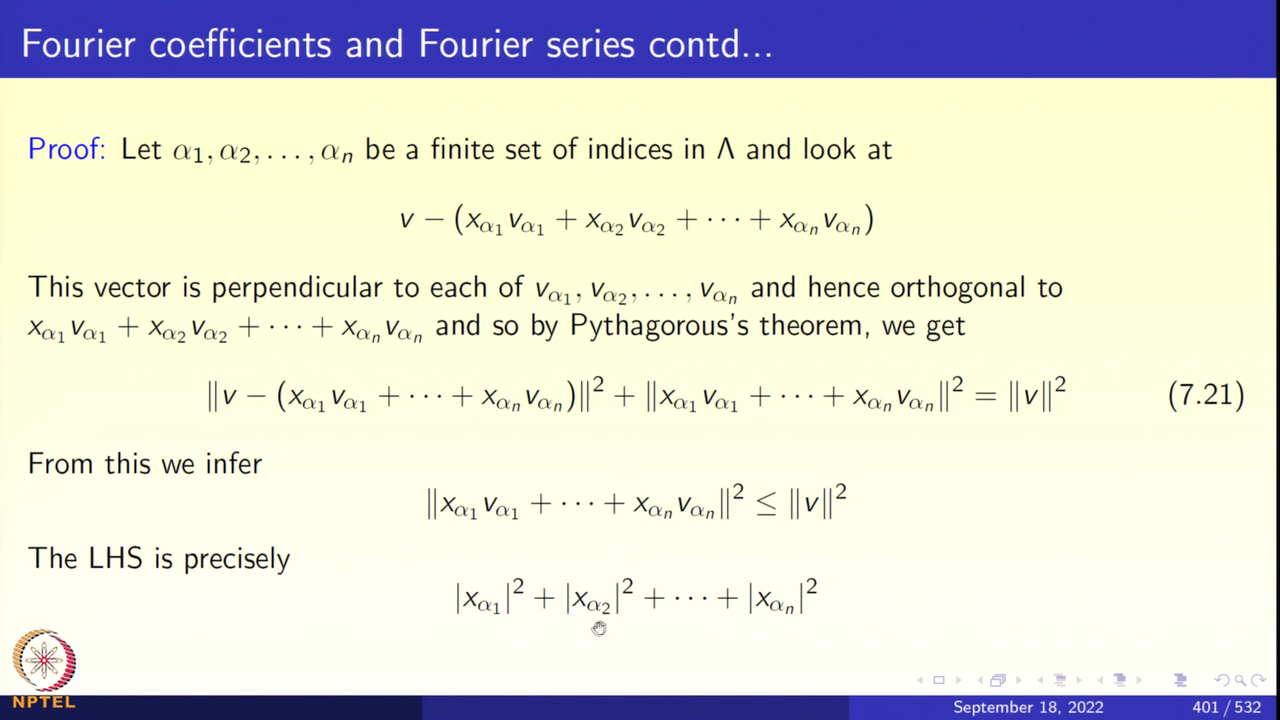 Fourier coefficients and Fourier series contd...
Proof: Let α₁, α₂, . . . , αₙ be a finite set of indices in Λ and look at
v − (x_{α₁}v_{α₁} + x_{α₂}v_{α₂} + · · · + x_{αₙ}v_{αₙ})
This vector is perpendicular to each of v_{α₁}, v_{α₂}, . . . , v_{αₙ} and hence orthogonal to
x_{α₁}v_{α₁} + x_{α₂}v_{α₂} + · · · + x_{αₙ}v_{αₙ} and so by Pythagorous's theorem, we get
‖v − (x_{α₁}v_{α₁} + · · · + x_{αₙ}v_{αₙ})‖² + ‖x_{α₁}v_{α₁} + · · · + x_{αₙ}v_{αₙ}‖² = ‖v‖² (7.21)
From this we infer
‖x_{α₁}v_{α₁} + · · · + x_{αₙ}v_{αₙ}‖² ≤ ‖v‖²
The LHS is precisely
|x_{α₁}|² + |x_{α₂}|² + · · · + |x_{αₙ}|²
NPTEL
September 18, 2022 401 / 532